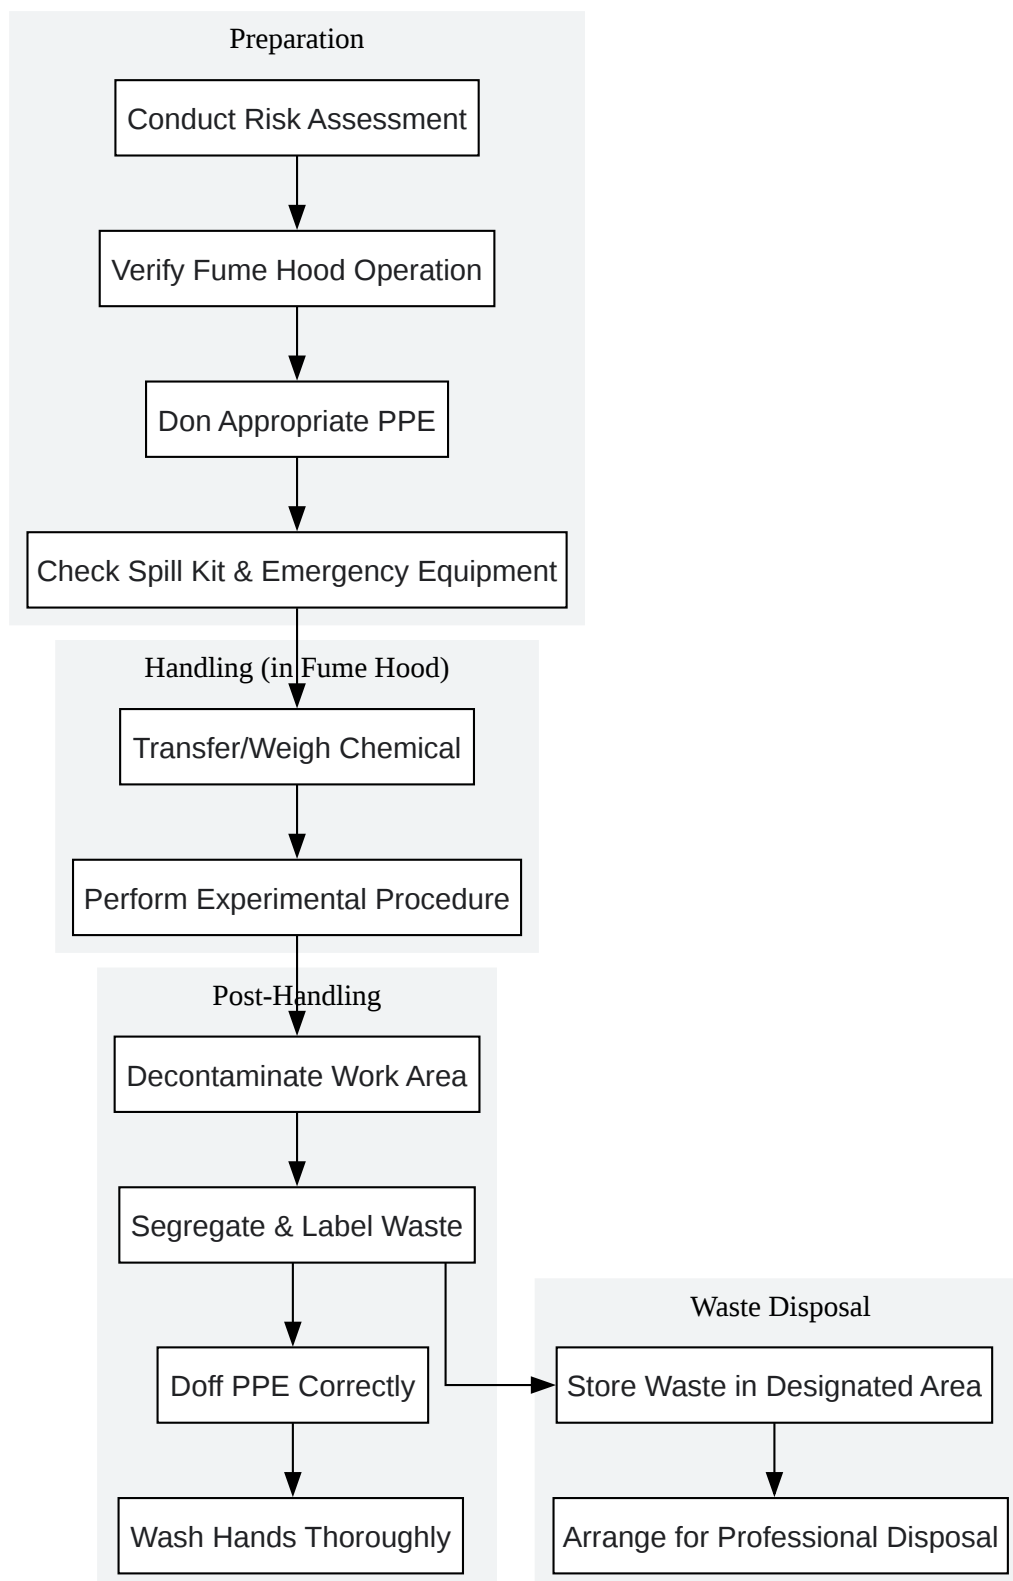 Preparation
Conduct Risk Assessment
Verify Fume Hood Operation
Don Appropriate PPE
Check Spill Kit & Emergency Equipment
Handling (in Fume Hood)
Transfer/Weigh Chemical
Perform Experimental Procedure
Post-Handling
Decontaminate Work Area
Segregate & Label Waste
Doff PPE Correctly
Wash Hands Thoroughly
Waste Disposal
Store Waste in Designated Area
Arrange for Professional Disposal